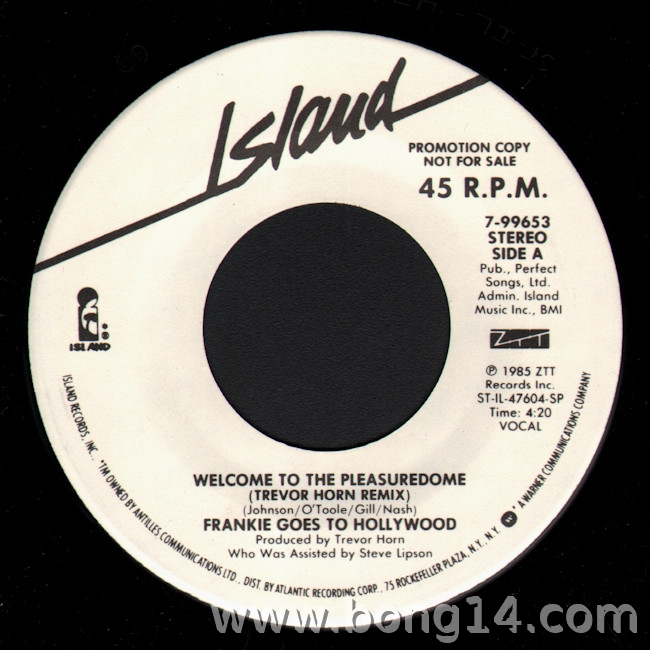 Island
PROMOTION COPY
NOT FOR SALE
45 R.P.M.
7-99653
STEREO
SIDE A
Pub., Perfect
Songs, Ltd.
Admin. Island
Music Inc., BMI
ISLAND ®
ZTT
℗ 1985 ZTT
Records Inc.
ST-IL-47604-SP
Time: 4:20
VOCAL
WELCOME TO THE PLEASUREDOME
(TREVOR HORN REMIX)
(Johnson/O'Toole/Gill/Nash)
FRANKIE GOES TO HOLLYWOOD
Produced by Trevor Horn
Who Was Assisted by Steve Lipson
ISLAND RECORDS, INC., *TM OWNED BY ANTILLES COMMUNICATIONS LTD., DIST. BY ATLANTIC RECORDING CORP., 75 ROCKEFELLER PLAZA, N.Y. N.Y. * A WARNER COMMUNICATIONS COMPANY
www.bong14.com